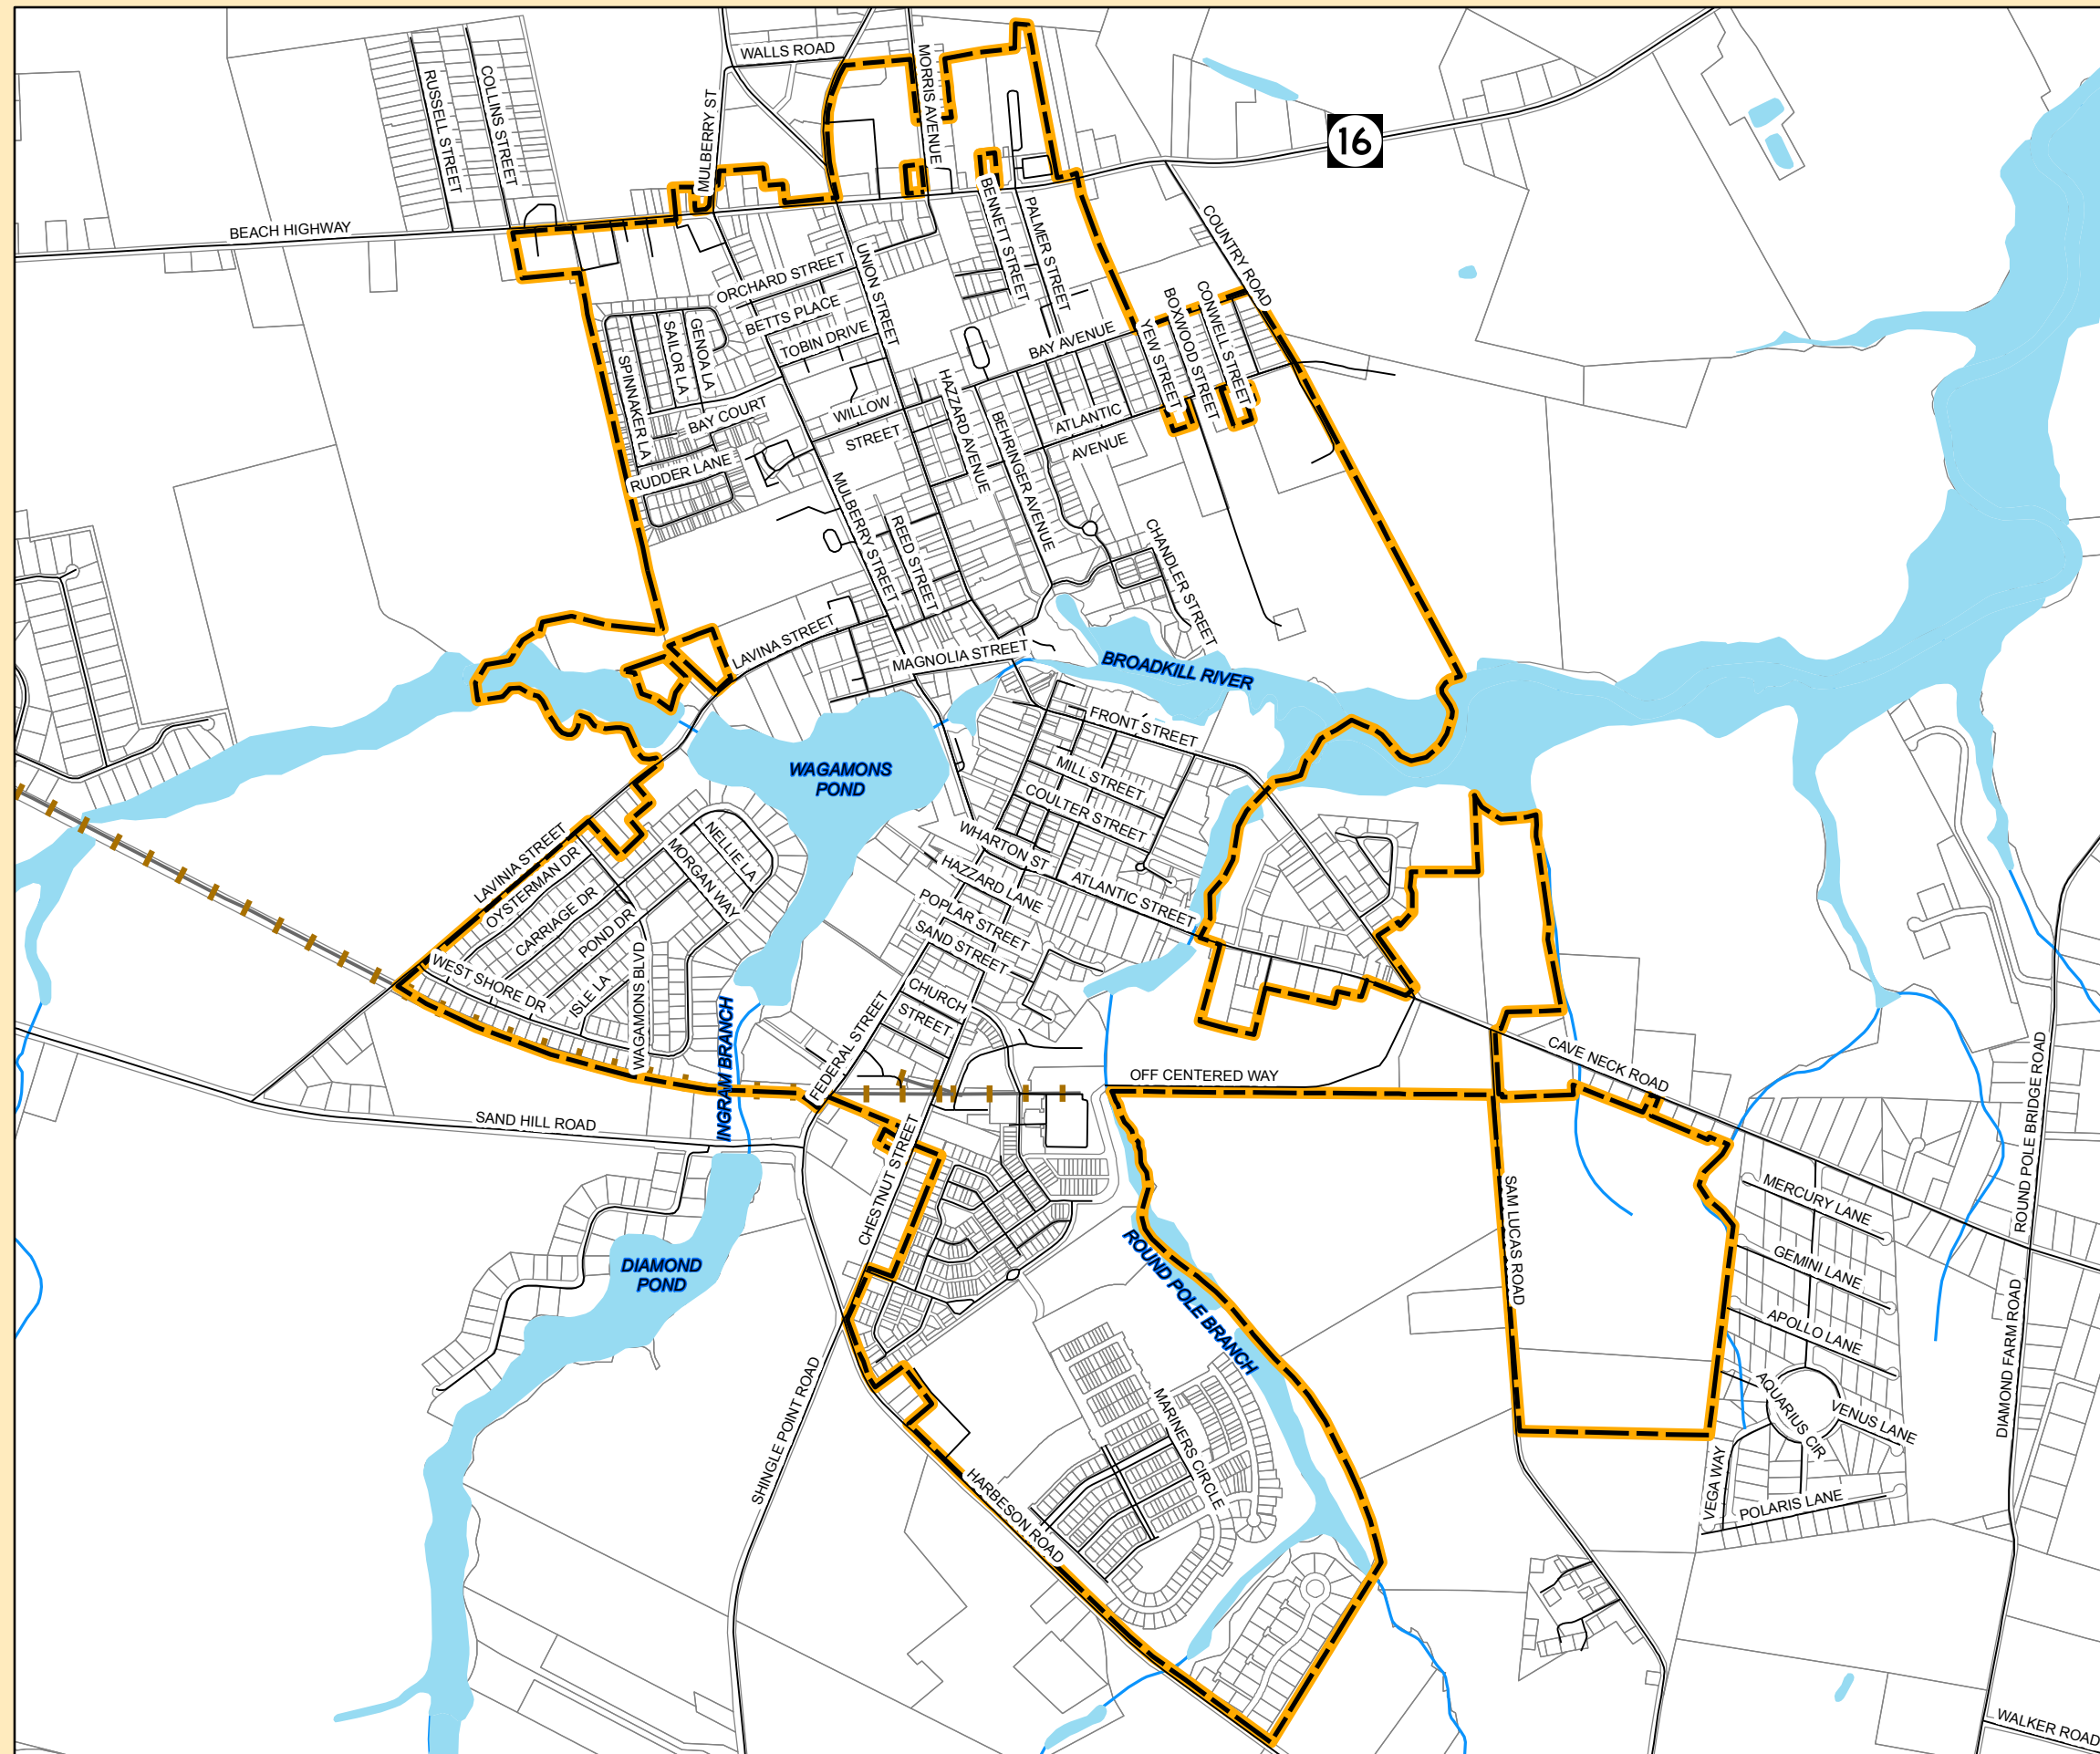 WALLS ROAD
MORRIS AVENUE
RUSSELL STREET
COLLINS STREET
MULBERRY ST
16
BEACH HIGHWAY
BENNETT STREET
PALMER STREET
COUNTRY ROAD
ORCHARD STREET
UNION STREET
BETTS PLACE
TOBIN DRIVE
SPINNAKER LA
SAILOR LA
GENOA LA
BAY AVENUE
YEW STREET
BOXWOOD STREET
CONWELL STREET
BAY COURT
WILLOW
STREET
HAZZARD AVENUE
BEHRINGER AVENUE
ATLANTIC
AVENUE
RUDDER LANE
MULBERRY STREET
REED STREET
CHANDLER STREET
LAVINA STREET
MAGNOLIA STREET
BROADKILL RIVER
FRONT STREET
WAGAMONS
POND
MILL STREET
COULTER STREET
WHARTON ST
HAZZARD LANE
ATLANTIC STREET
LAVINIA STREET
OYSTERMAN DR
CARRIAGE DR
POND DR
MORGAN WAY
NELLIE LA
WEST SHORE DR
ISLE LA
WAGAMONS BLVD
POPLAR STREET
SAND STREET
CHURCH
STREET
FEDERAL STREET
INGRAM BRANCH
OFF CENTERED WAY
CAVE NECK ROAD
SAND HILL ROAD
CHESTNUT STREET
ROUND POLE BRIDGE ROAD
SAM LUCAS ROAD
MERCURY LANE
GEMINI LANE
APOLLO LANE
DIAMOND
POND
ROUND POLE BRANCH
SHINGLE POINT ROAD
MARINERS CIRCLE
HARBESON ROAD
AQUARIUS CIR
VENUS LANE
VEGA WAY
POLARIS LANE
DIAMOND FARM ROAD
WALKER ROAD